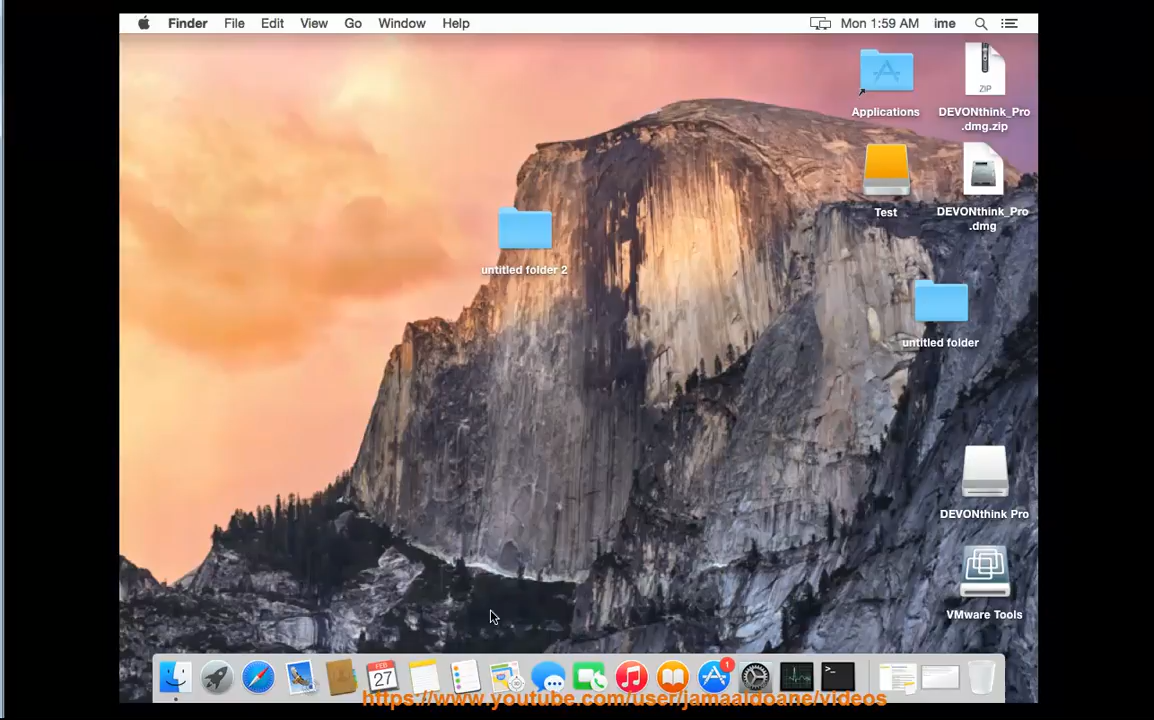 Finder File Edit View Go Window Help Mon 1:59 AM ime
Applications
ZIP
DEVONthink_Pro
.dmg.zip
Test
DEVONthink_Pro
.dmg
untitled folder 2
untitled folder
DEVONthink Pro
VMware Tools
FEB
27
1
https://www.youtube.com/user/jamaaldoane/videos